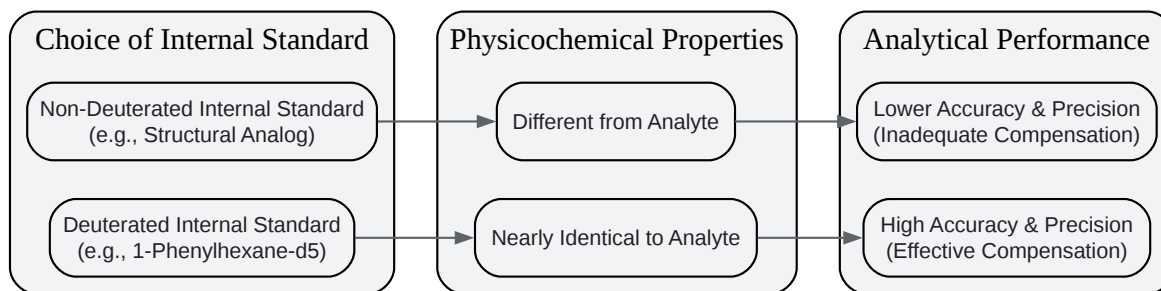 Choice of Internal Standard
Non-Deuterated Internal Standard
(e.g., Structural Analog)
Deuterated Internal Standard
(e.g., 1-Phenylhexane-d5)
Physicochemical Properties
Different from Analyte
Nearly Identical to Analyte
Analytical Performance
Lower Accuracy & Precision
(Inadequate Compensation)
High Accuracy & Precision
(Effective Compensation)